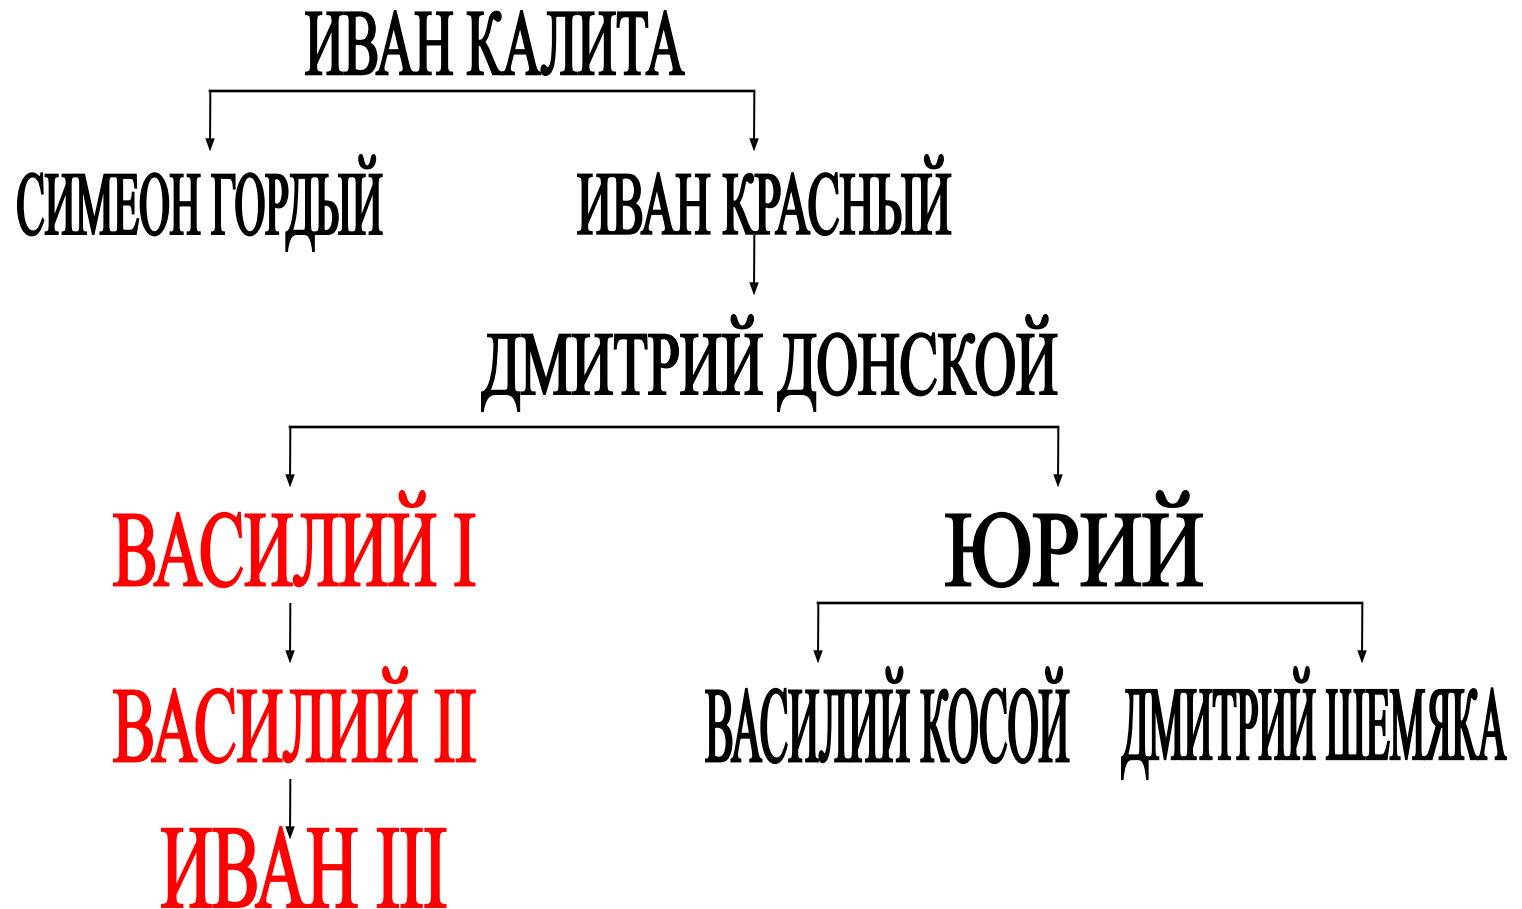 ИВАН КАЛИТА
СИМЕОН ГОРДЫЙ
ИВАН КРАСНЫЙ
ДМИТРИЙ ДОНСКОЙ
ВАСИЛИЙ I
ЮРИЙ
ВАСИЛИЙ II
ВАСИЛИЙ КОСОЙ
ДМИТРИЙ ШЕМЯКА
ИВАН III